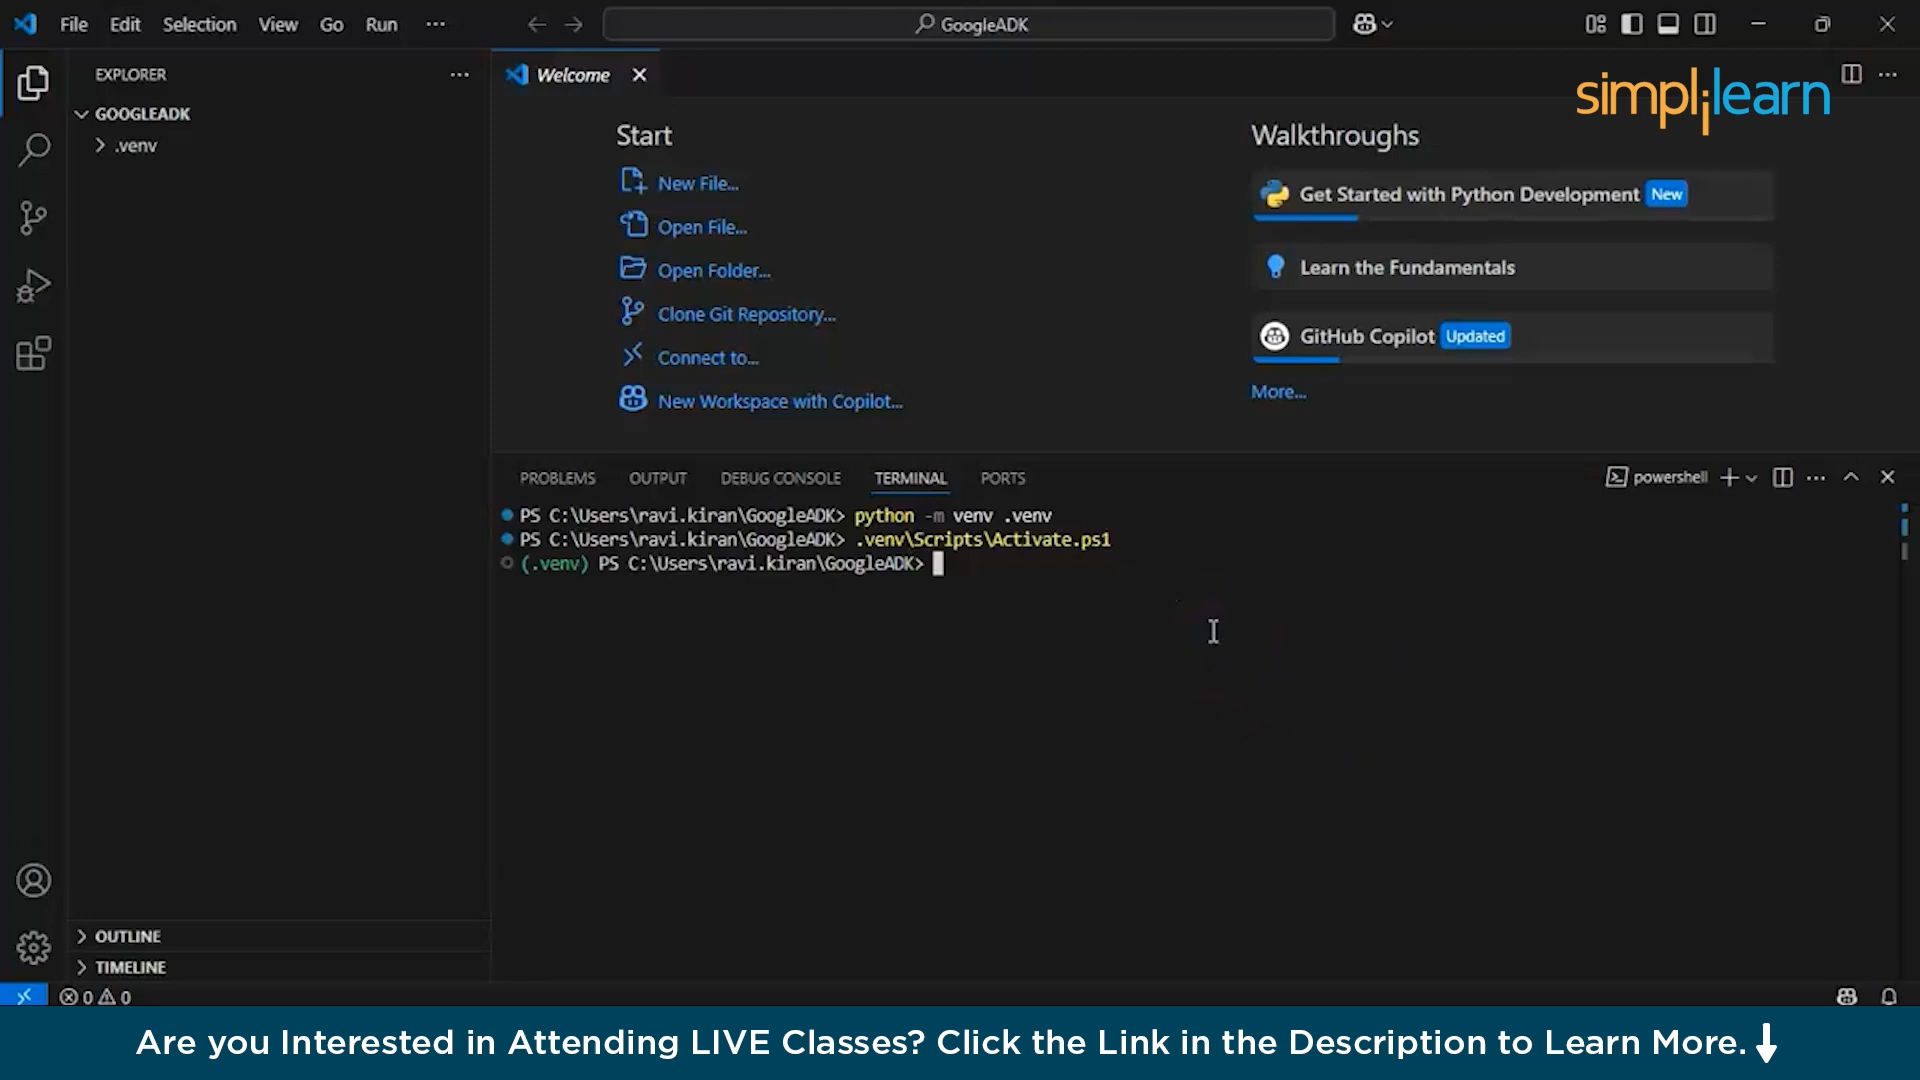 File Edit Selection View Go Run ···
GoogleADK
EXPLORER ···
GOOGLEADK
.venv
Welcome
simplilearn
Start
New File...
Open File...
Open Folder...
Clone Git Repository...
Connect to...
New Workspace with Copilot...
Walkthroughs
Get Started with Python Development New
Learn the Fundamentals
GitHub Copilot Updated
More...
PROBLEMS OUTPUT DEBUG CONSOLE TERMINAL PORTS
powershell
PS C:\Users\ravi.kiran\GoogleADK> python -m venv .venv
PS C:\Users\ravi.kiran\GoogleADK> .venv\Scripts\Activate.ps1
(.venv) PS C:\Users\ravi.kiran\GoogleADK>
OUTLINE
TIMELINE
0 0
Are you Interested in Attending LIVE Classes? Click the Link in the Description to Learn More.